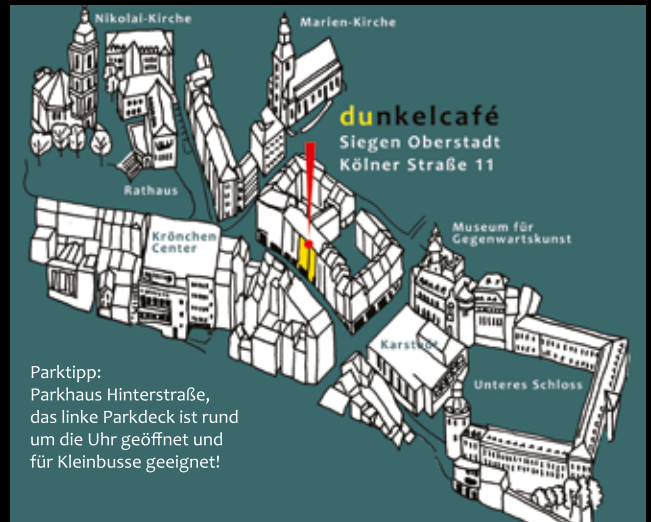 Nikolai-Kirche
Marien-Kirche
dunkelcafé
Siegen Oberstadt
Kölner Straße 11
Rathaus
Krönchen
Center
Museum für
Gegenwartskunst
Karstadt
Unteres Schloss
Parktipp:
Parkhaus Hinterstraße,
das linke Parkdeck ist rund
um die Uhr geöffnet und
für Kleinbusse geeignet!